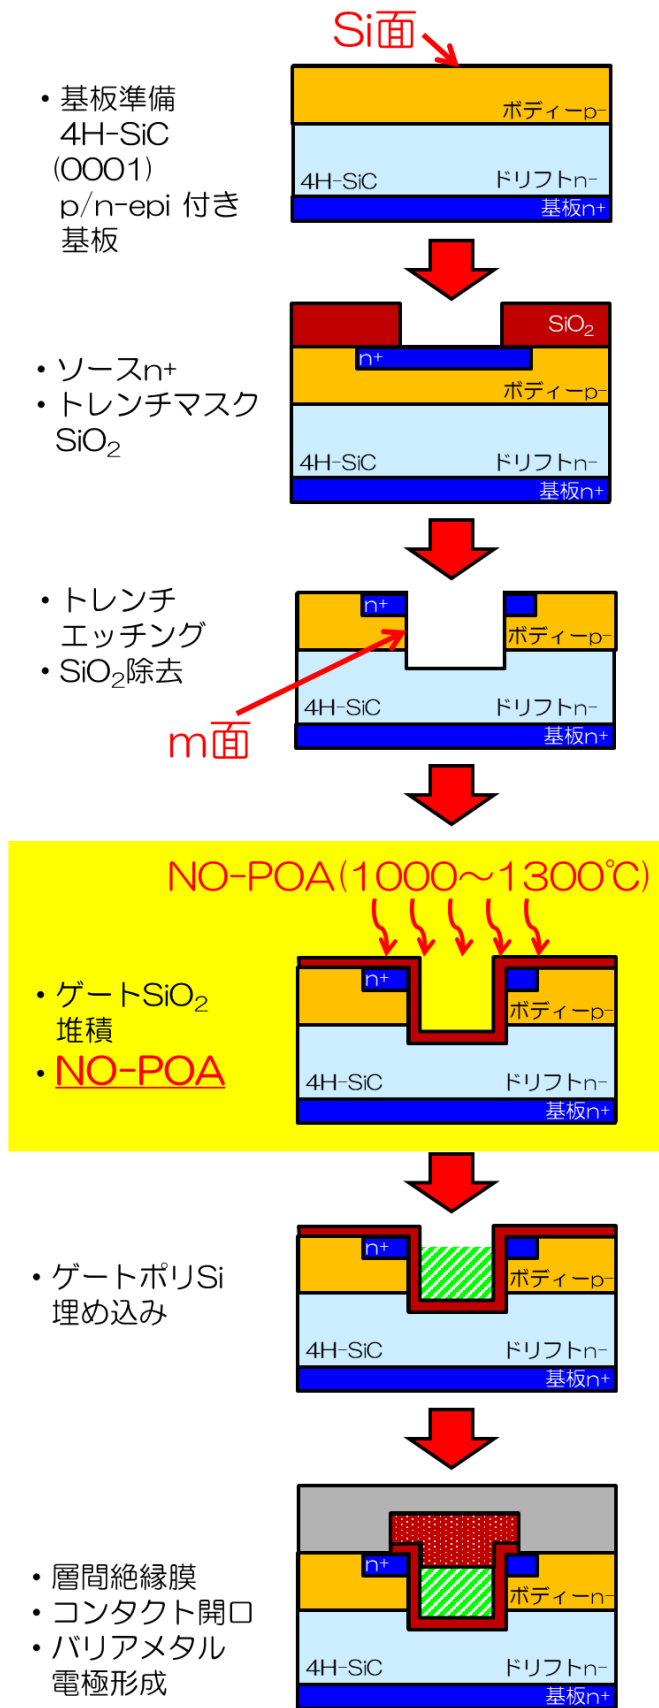 Si面
・基板準備
4H-SiC
(0001)
p/n-epi 付き
基板
ボディーp-
4H-SiC ドリフトn-
基板n+
・ソースn+
・トレンチマスク
SiO₂
SiO₂
n+
ボディーp-
4H-SiC ドリフトn-
基板n+
・トレンチ
エッチング
・SiO₂除去
n+
ボディーp-
4H-SiC ドリフトn-
基板n+
m面
NO-POA(1000～1300℃)
・ゲートSiO₂
堆積
・NO-POA
n+
ボディーp-
4H-SiC ドリフトn-
基板n+
・ゲートポリSi
埋め込み
n+
ボディーp-
4H-SiC ドリフトn-
基板n+
・層間絶縁膜
・コンタクト開口
・バリアメタル
電極形成
n+
ボディーn-
4H-SiC ドリフトn-
基板n+